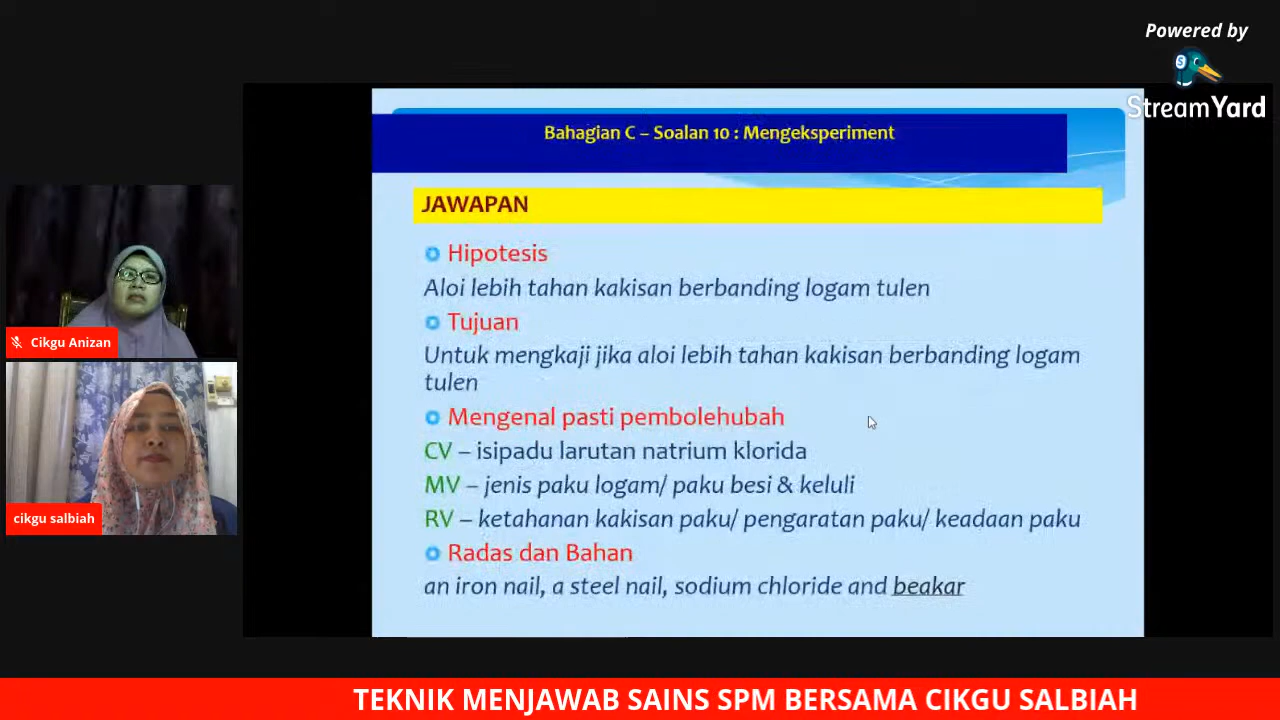 Powered by
StreamYard
Bahagian C – Soalan 10 : Mengeksperiment
JAWAPAN
Hipotesis
Aloi lebih tahan kakisan berbanding logam tulen
Tujuan
Untuk mengkaji jika aloi lebih tahan kakisan berbanding logam
tulen
Mengenal pasti pembolehubah
CV – isipadu larutan natrium klorida
MV – jenis paku logam/ paku besi & keluli
RV – ketahanan kakisan paku/ pengaratan paku/ keadaan paku
Radas dan Bahan
an iron nail, a steel nail, sodium chloride and beakar
Cikgu Anizan
cikgu salbiah
TEKNIK MENJAWAB SAINS SPM BERSAMA CIKGU SALBIAH